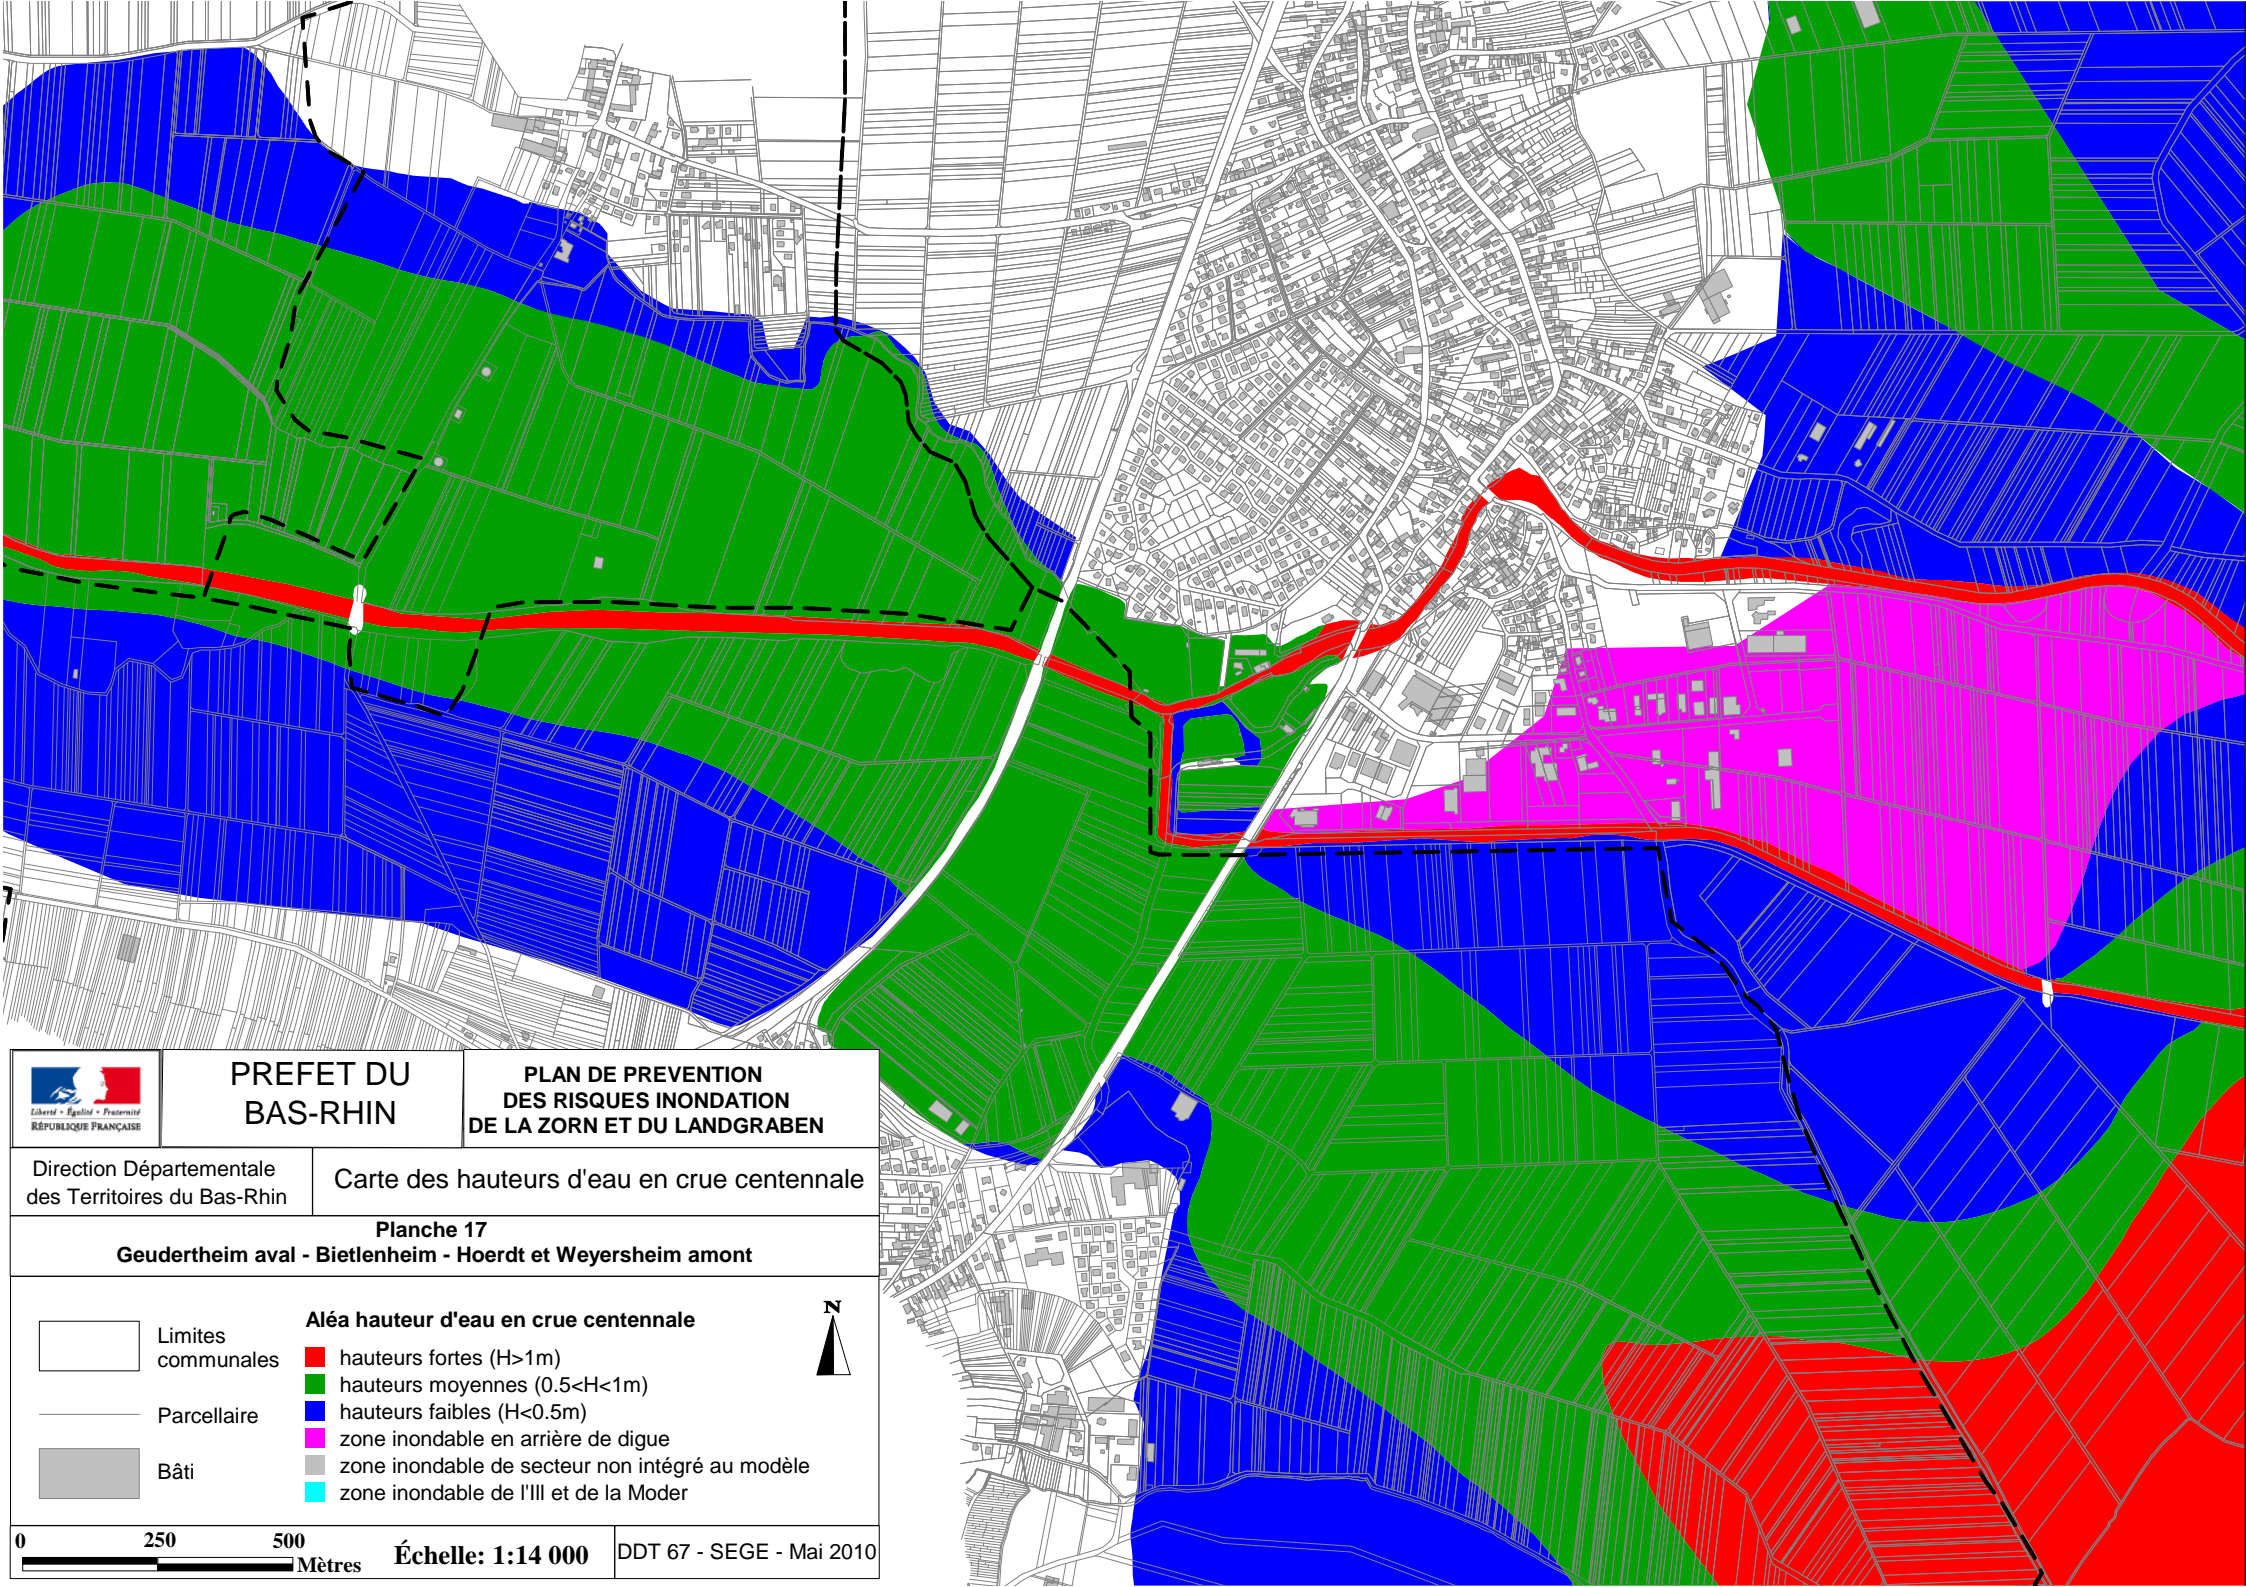 Liberté • Égalité • Fraternité
RÉPUBLIQUE FRANÇAISE
PREFET DU
BAS-RHIN
PLAN DE PREVENTION
DES RISQUES INONDATION
DE LA ZORN ET DU LANDGRABEN
Direction Départementale
des Territoires du Bas-Rhin
Carte des hauteurs d'eau en crue centennale
Planche 17
Geudertheim aval - Bietlenheim - Hoerdt et Weyersheim amont
Limites
communales
Parcellaire
Bâti
Aléa hauteur d'eau en crue centennale
hauteurs fortes (H>1m)
hauteurs moyennes (0.5<H<1m)
hauteurs faibles (H<0.5m)
zone inondable en arrière de digue
zone inondable de secteur non intégré au modèle
zone inondable de l'Ill et de la Moder
N
0 250 500
Mètres
Échelle: 1:14 000
DDT 67 - SEGE - Mai 2010